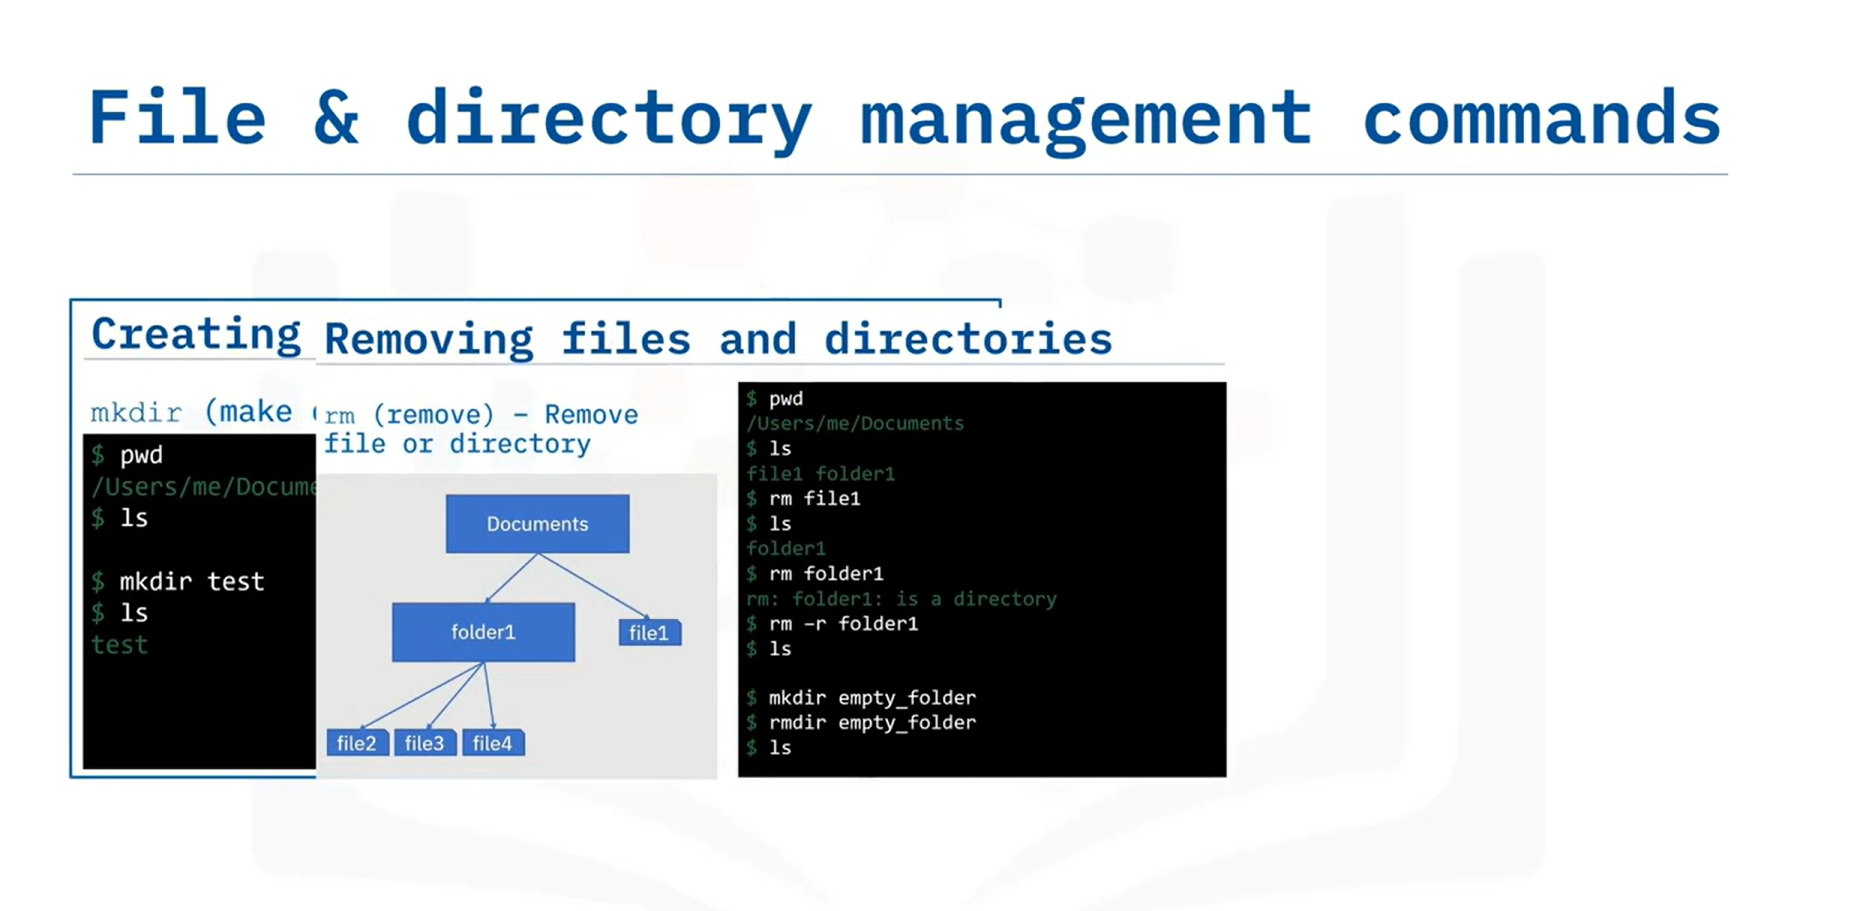 File & directory management commands
Creating
mkdir (make
$ pwd
/Users/me/Docume
$ ls
$ mkdir test
$ ls
test
Removing files and directories
rm (remove) – Remove
file or directory
Documents
folder1
file1
file2 file3 file4
$ pwd
/Users/me/Documents
$ ls
file1 folder1
$ rm file1
$ ls
folder1
$ rm folder1
rm: folder1: is a directory
$ rm –r folder1
$ ls
$ mkdir empty_folder
$ rmdir empty_folder
$ ls